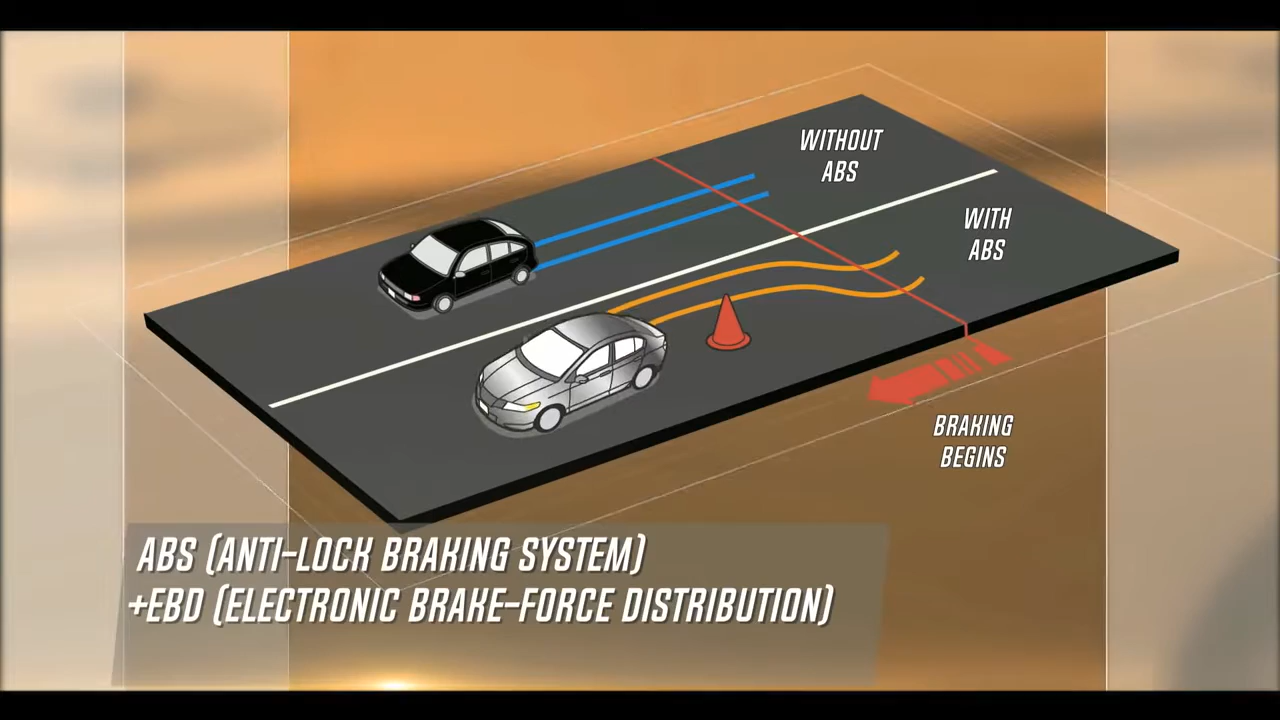 WITHOUT
ABS
WITH
ABS
BRAKING
BEGINS
ABS (ANTI-LOCK BRAKING SYSTEM)
+EBD (ELECTRONIC BRAKE-FORCE DISTRIBUTION)